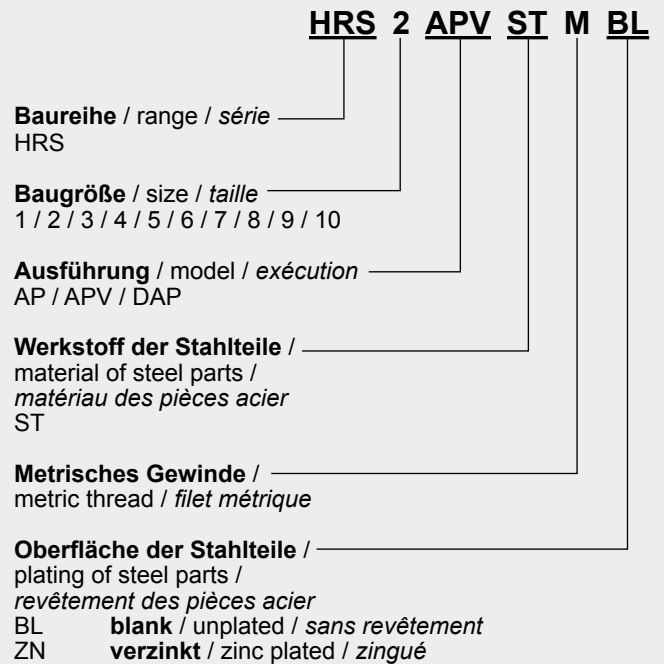 HRS 2 APV ST M BL
Baureihe / range / série
HRS
Baugröße / size / taille
1 / 2 / 3 / 4 / 5 / 6 / 7 / 8 / 9 / 10
Ausführung / model / exécution
AP / APV / DAP
Werkstoff der Stahlteile /
material of steel parts /
matériau des pièces acier
ST
Metrisches Gewinde /
metric thread / filet métrique
Oberfläche der Stahlteile /
plating of steel parts /
revêtement des pièces acier
BL blank / unplated / sans revêtement
ZN verzinkt / zinc plated / zingué